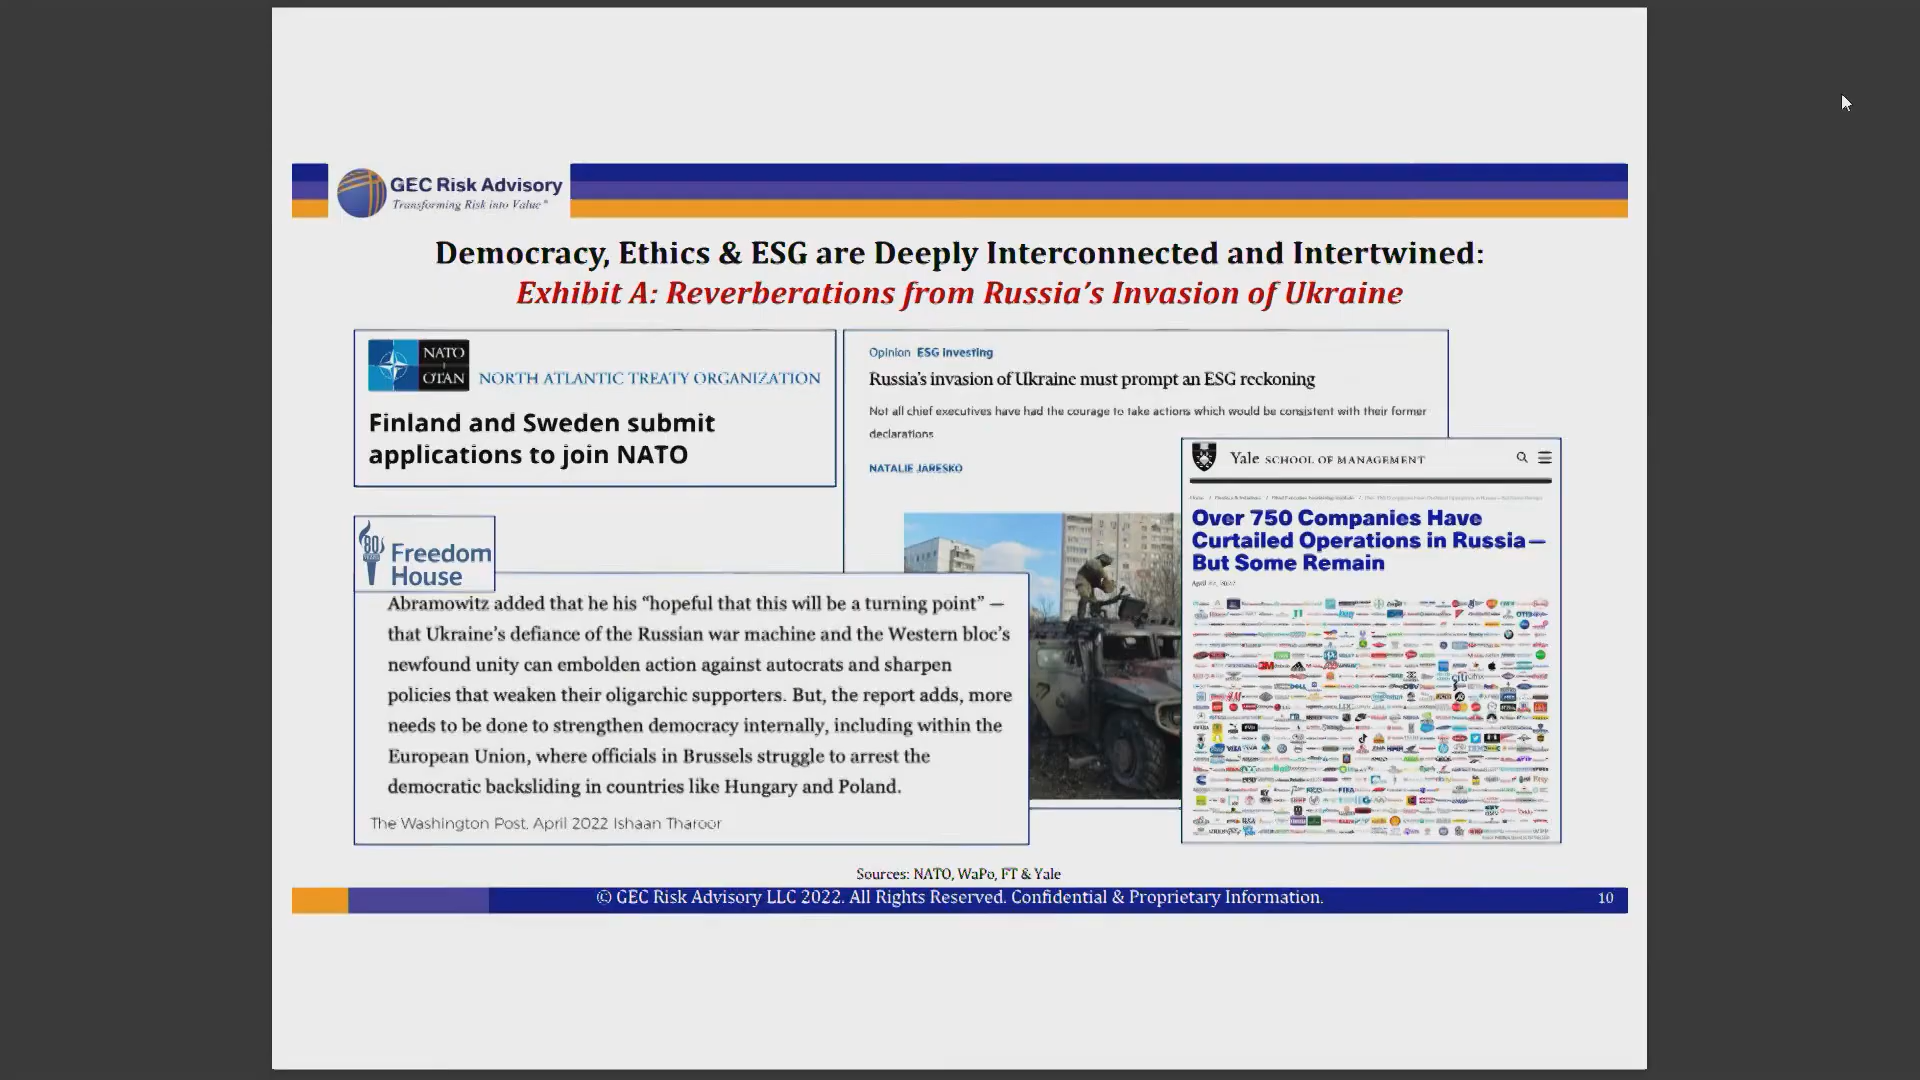 GEC Risk Advisory
Transforming Risk into Value
Democracy, Ethics & ESG are Deeply Interconnected and Intertwined:
Exhibit A: Reverberations from Russia's Invasion of Ukraine
NATO
OTAN
NORTH ATLANTIC TREATY ORGANIZATION
Finland and Sweden submit
applications to join NATO
Opinion ESG investing
Russia's invasion of Ukraine must prompt an ESG reckoning
Not all chief executives have had the courage to take actions which would be consistent with their former
declarations
NATALIE JARESKO
Yale SCHOOL OF MANAGEMENT
Over 750 Companies Have
Curtailed Operations in Russia—
But Some Remain
80
Freedom
House
Abramowitz added that he his “hopeful that this will be a turning point” —
that Ukraine's defiance of the Russian war machine and the Western bloc's
newfound unity can embolden action against autocrats and sharpen
policies that weaken their oligarchic supporters. But, the report adds, more
needs to be done to strengthen democracy internally, including within the
European Union, where officials in Brussels struggle to arrest the
democratic backsliding in countries like Hungary and Poland.
The Washington Post, April 2022 Ishaan Tharoor
Sources: NATO, WaPo, FT & Yale
© GEC Risk Advisory LLC 2022. All Rights Reserved. Confidential & Proprietary Information.
10